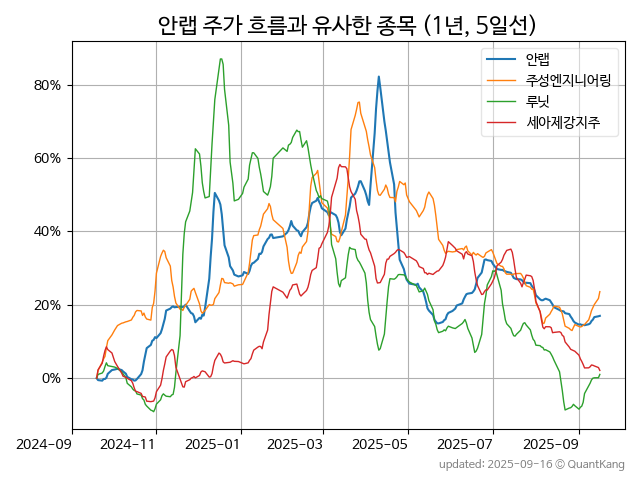 안랩 주가 흐름과 유사한 종목 (1년, 5일선)
안랩
주성엔지니어링
루닛
세아제강지주
80%
60%
40%
20%
0%
2024-09 2024-11 2025-01 2025-03 2025-05 2025-07 2025-09
updated: 2025-09-16 © QuantKang